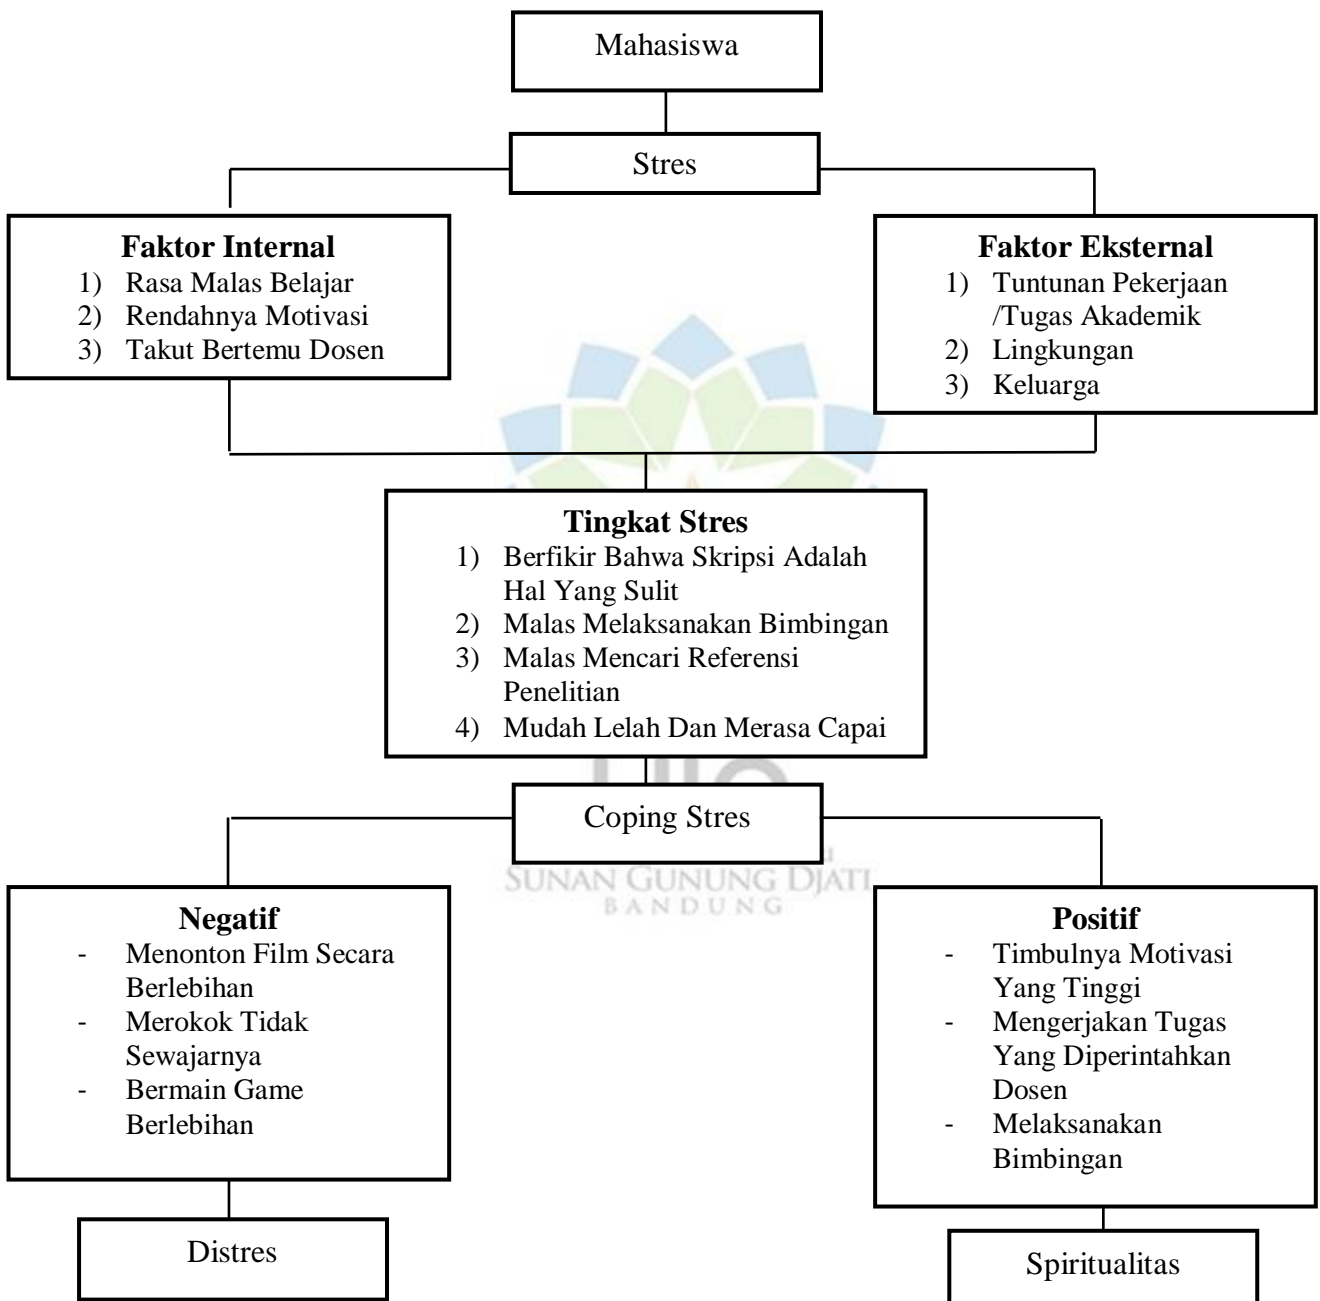 Mahasiswa
Stres
Faktor Internal
1) Rasa Malas Belajar
2) Rendahnya Motivasi
3) Takut Bertemu Dosen
Faktor Eksternal
1) Tuntunan Pekerjaan
/Tugas Akademik
2) Lingkungan
3) Keluarga
Tingkat Stres
1) Berfikir Bahwa Skripsi Adalah
Hal Yang Sulit
2) Malas Melaksanakan Bimbingan
3) Malas Mencari Referensi
Penelitian
4) Mudah Lelah Dan Merasa Capai
Coping Stres
SUNAN GUNUNG DJATI
BANDUNG
Negatif
- Menonton Film Secara
Berlebihan
- Merokok Tidak
Sewajarnya
- Bermain Game
Berlebihan
Positif
- Timbulnya Motivasi
Yang Tinggi
- Mengerjakan Tugas
Yang Diperintahkan
Dosen
- Melaksanakan
Bimbingan
Distres
Spiritualitas